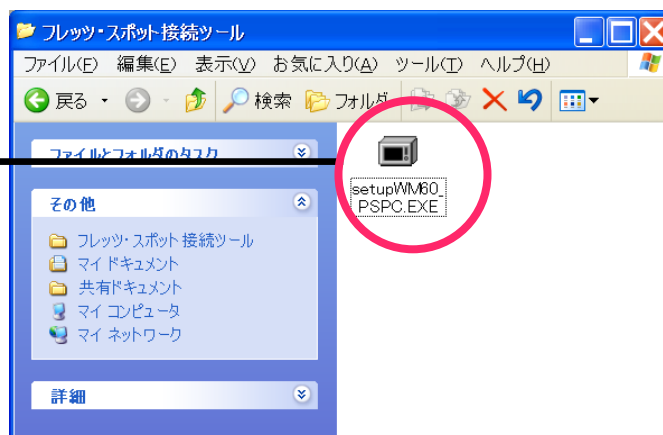 フレッツ・スポット接続ツール
ファイル(F) 編集(E) 表示(V) お気に入り(A) ツール(T) ヘルプ(H)
戻る 検索 フォルダ
ファイルとフォルダのタスク
setupWM60_
PSPC.EXE
その他
フレッツ・スポット接続ツール
マイ ドキュメント
共有ドキュメント
マイ コンピュータ
マイ ネットワーク
詳細